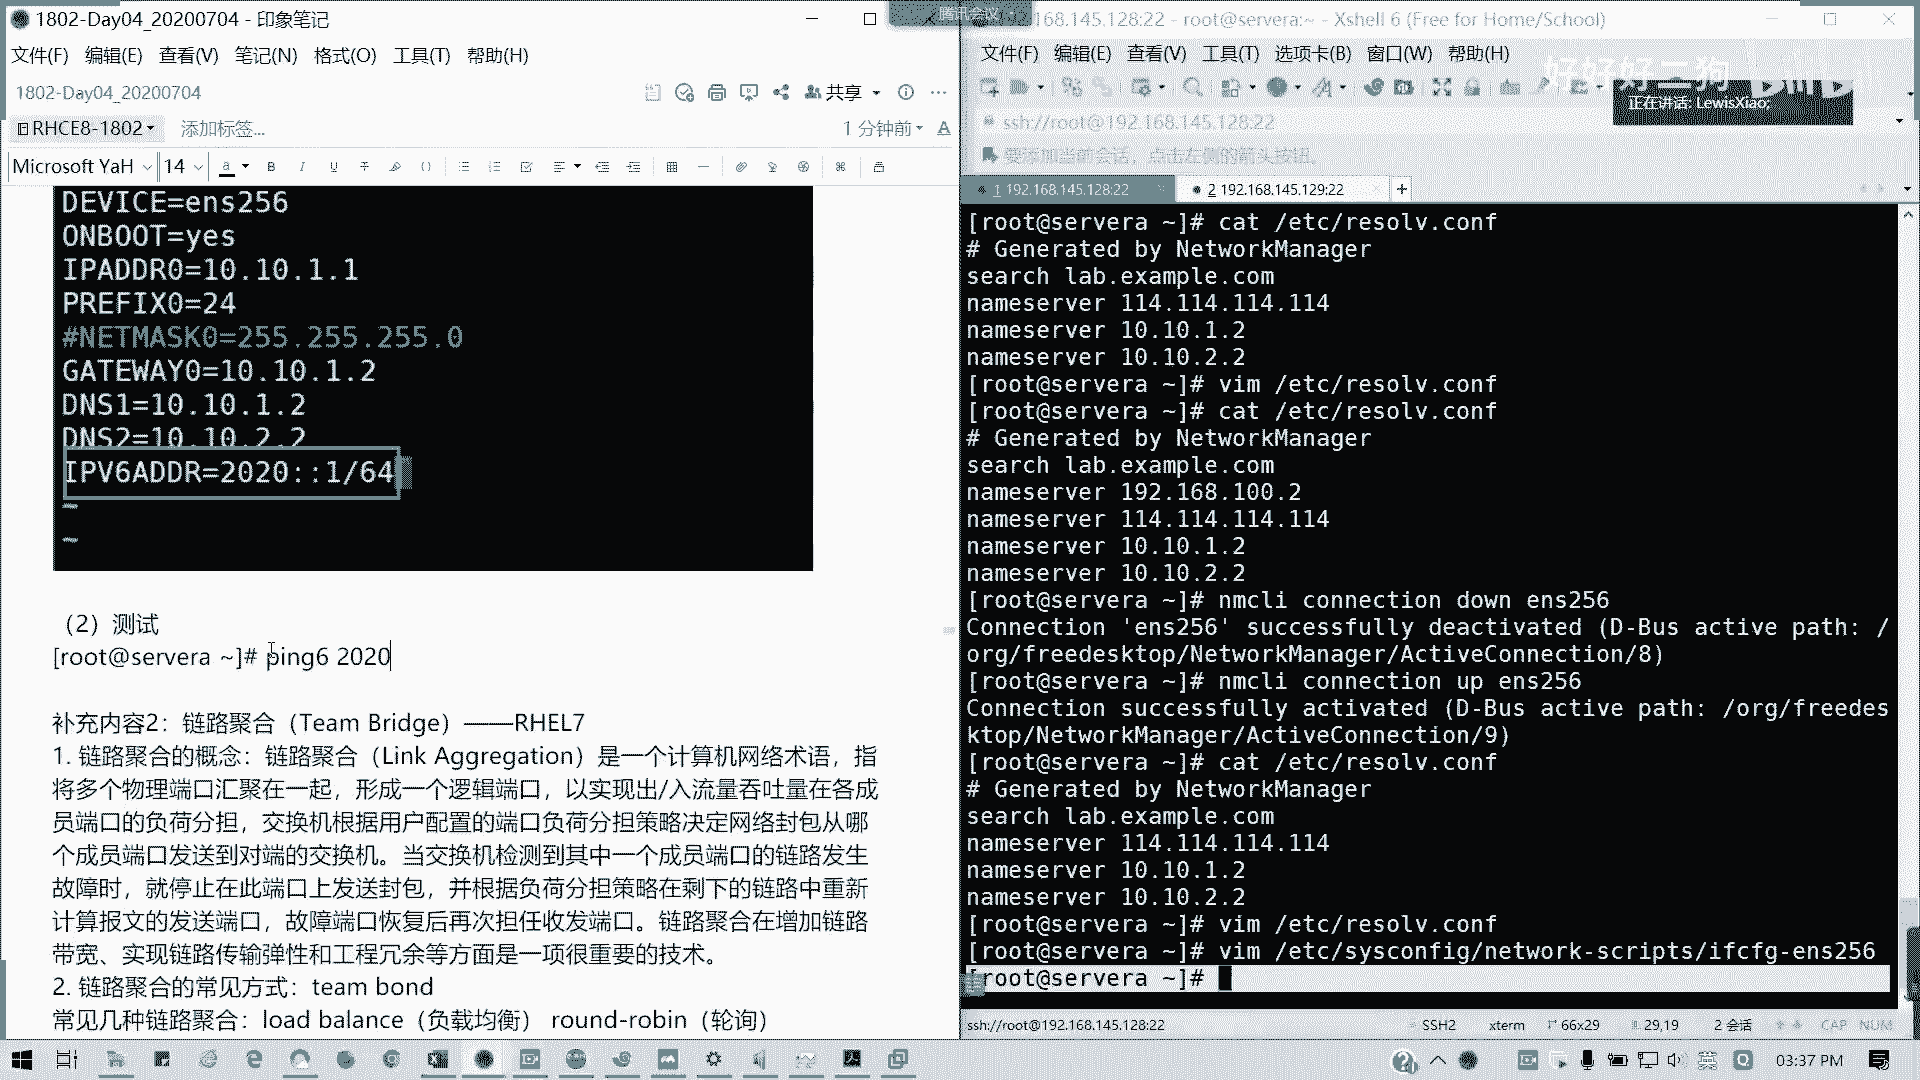 1802-Day04_20200704 - 印象笔记
文件(F) 编辑(E) 查看(V) 笔记(N) 格式(O) 工具(T) 帮助(H)
1802-Day04_20200704
共享
RHCE8-1802
添加标签...
1 分钟前
Microsoft YaH 14
DEVICE=ens256
ONBOOT=yes
IPADDR0=10.10.1.1
PREFIX0=24
#NETMASK0=255.255.255.0
GATEWAY0=10.10.1.2
DNS1=10.10.1.2
DNS2=10.10.2.2
IPV6ADDR=2020::1/64
~
~
（2）测试
[root@servera ~]# ping6 2020
补充内容2：链路聚合（Team Bridge）——RHEL7
1. 链路聚合的概念：链路聚合（Link Aggregation）是一个计算机网络术语，指
将多个物理端口汇聚在一起，形成一个逻辑端口，以实现出/入流量吞吐量在各成
员端口的负荷分担，交换机根据用户配置的端口负荷分担策略决定网络封包从哪
个成员端口发送到对端的交换机。当交换机检测到其中一个成员端口的链路发生
故障时，就停止在此端口上发送封包，并根据负荷分担策略在剩下的链路中重新
计算报文的发送端口，故障端口恢复后再次担任收发端口。链路聚合在增加链路
带宽、实现链路传输弹性和工程冗余等方面是一项很重要的技术。
2. 链路聚合的常见方式：team bond
常见几种链路聚合：load balance（负载均衡） round-robin（轮询）
腾讯会议
192.168.145.128:22 - root@servera:~ - Xshell 6 (Free for Home/School)
文件(F) 编辑(E) 查看(V) 工具(T) 选项卡(B) 窗口(W) 帮助(H)
好好好二狗
bilibili
正在讲话: LewisXiao;
ssh://root@192.168.145.128:22
要添加当前会话，点击左侧的箭头按钮。
1 192.168.145.128:22
2 192.168.145.129:22
[root@servera ~]# cat /etc/resolv.conf
# Generated by NetworkManager
search lab.example.com
nameserver 114.114.114.114
nameserver 10.10.1.2
nameserver 10.10.2.2
[root@servera ~]# vim /etc/resolv.conf
[root@servera ~]# cat /etc/resolv.conf
# Generated by NetworkManager
search lab.example.com
nameserver 192.168.100.2
nameserver 114.114.114.114
nameserver 10.10.1.2
nameserver 10.10.2.2
[root@servera ~]# nmcli connection down ens256
Connection 'ens256' successfully deactivated (D-Bus active path: /
org/freedesktop/NetworkManager/ActiveConnection/8)
[root@servera ~]# nmcli connection up ens256
Connection successfully activated (D-Bus active path: /org/freedes
ktop/NetworkManager/ActiveConnection/9)
[root@servera ~]# cat /etc/resolv.conf
# Generated by NetworkManager
search lab.example.com
nameserver 114.114.114.114
nameserver 10.10.1.2
nameserver 10.10.2.2
[root@servera ~]# vim /etc/resolv.conf
[root@servera ~]# vim /etc/sysconfig/network-scripts/ifcfg-ens256
[root@servera ~]#
ssh://root@192.168.145.128:22 SSH2 xterm 66x29 29,19 2 会话 CAP NUM
英
03:37 PM